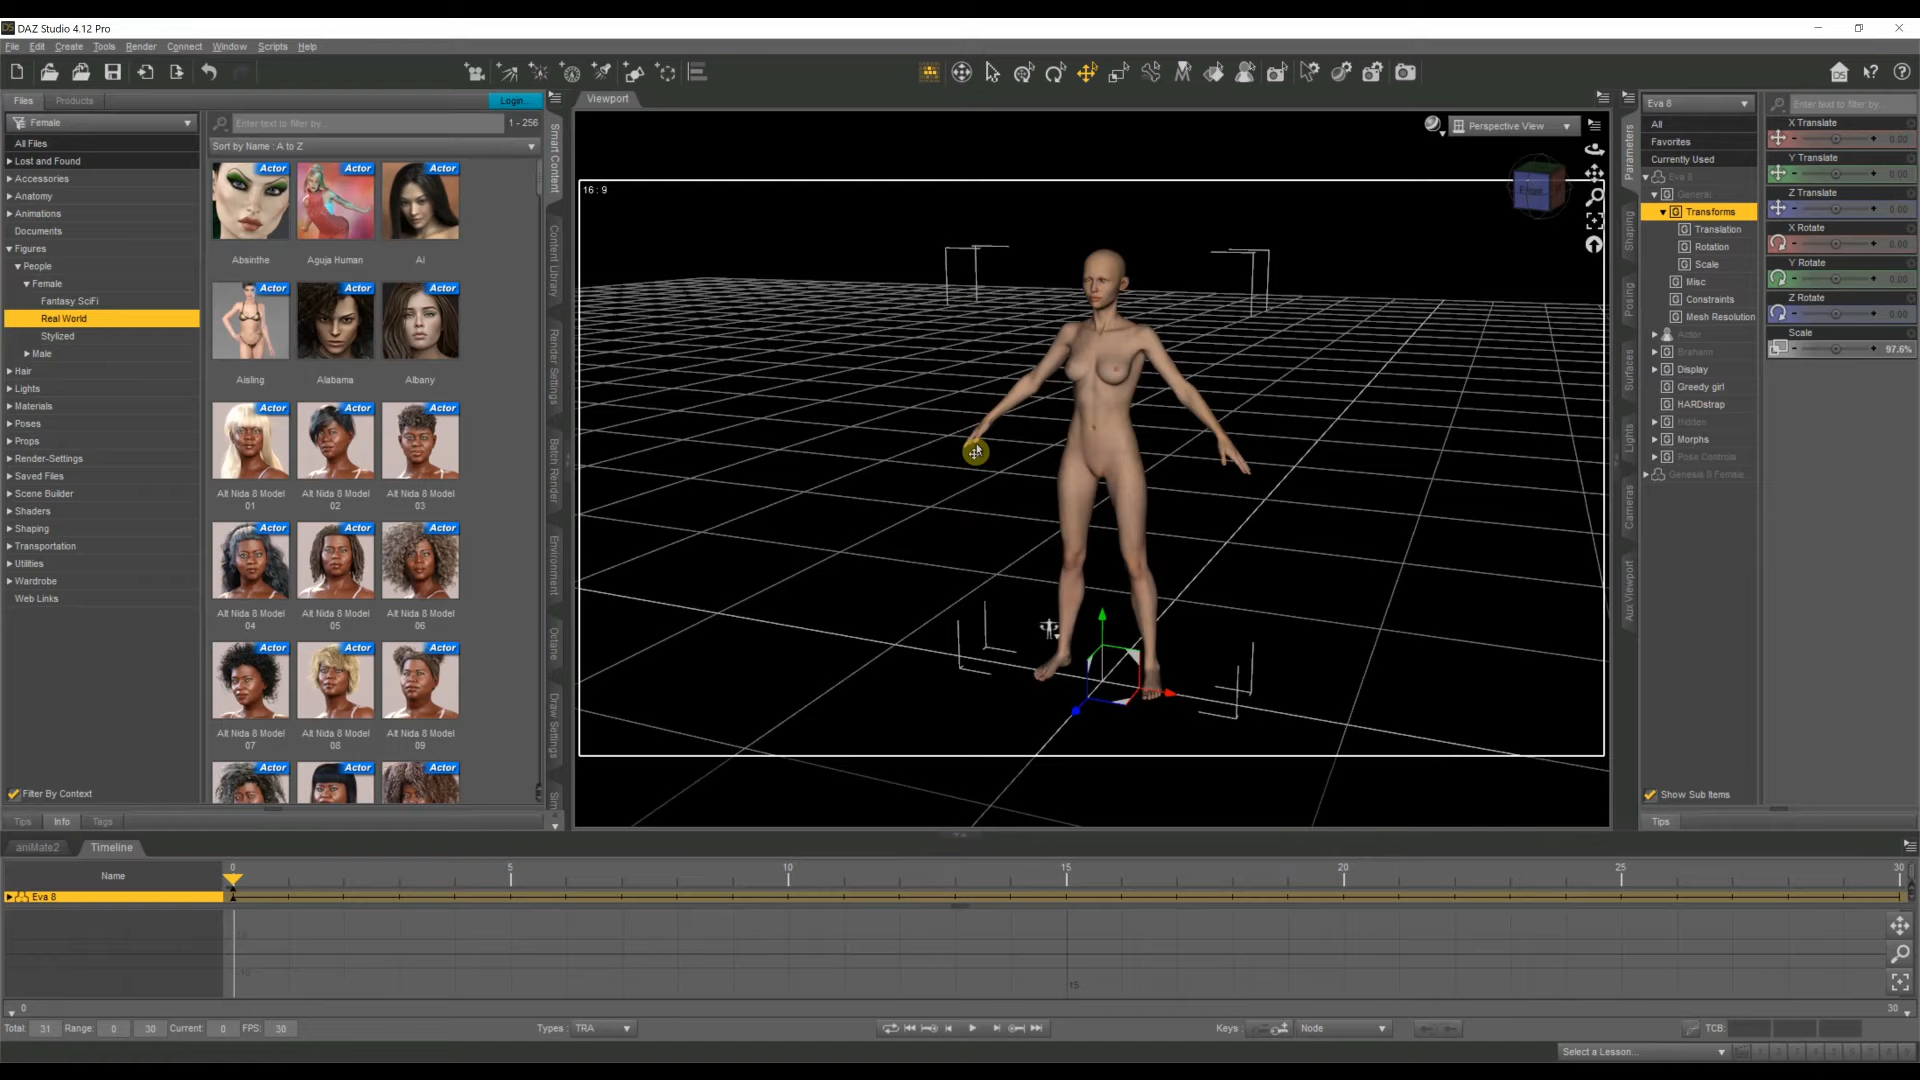 DAZ Studio 4.12 Pro
File Edit Create Tools Render Connect Window Scripts Help
Files Products Login...
Female
Enter text to filter by... 1 - 256
Sort by Name : A to Z
All Files
Lost and Found
Accessories
Anatomy
Animations
Documents
Figures
People
Female
Fantasy SciFi
Real World
Stylized
Male
Hair
Lights
Materials
Poses
Props
Render-Settings
Saved Files
Scene Builder
Shaders
Shaping
Transportation
Utilities
Wardrobe
Web Links
Filter By Context
Tips Info Tags
Actor Actor Actor
Absinthe Aguja Human Ai
Actor Actor Actor
Aisling Alabama Albany
Actor Actor Actor
Alt Nida 8 Model 01
Alt Nida 8 Model 02
Alt Nida 8 Model 03
Actor Actor Actor
Alt Nida 8 Model 04
Alt Nida 8 Model 05
Alt Nida 8 Model 06
Actor Actor Actor
Alt Nida 8 Model 07
Alt Nida 8 Model 08
Alt Nida 8 Model 09
Actor Actor Actor
Smart Content
Content Library
Render Settings
Batch Render
Environment
Octane
Draw Settings
Sim
Viewport
Perspective View
16 : 9
Parameters
Shaping
Posing
Surfaces
Lights
Cameras
Aux Viewport
Eva 8
All
Favorites
Currently Used
Eva 8
General
Transforms
Translation
Rotation
Scale
Misc
Constraints
Mesh Resolution
Actor
Display
Greedy girl
HARDstrap
Hidden
Morphs
Pose Controls
Genesis 8 Female
Show Sub Items
Tips
Enter text to filter by...
X Translate
0.00
Y Translate
0.00
Z Translate
0.00
X Rotate
0.00
Y Rotate
0.00
Z Rotate
0.00
Scale
97.6%
aniMate2 Timeline
Name 0 5 10 15 20 25 30
Eva 8
15
0 30
Total: 31 Range: 0 30 Current: 0 FPS: 30 Types : TRA Keys : Node TCB:
Select a Lesson...